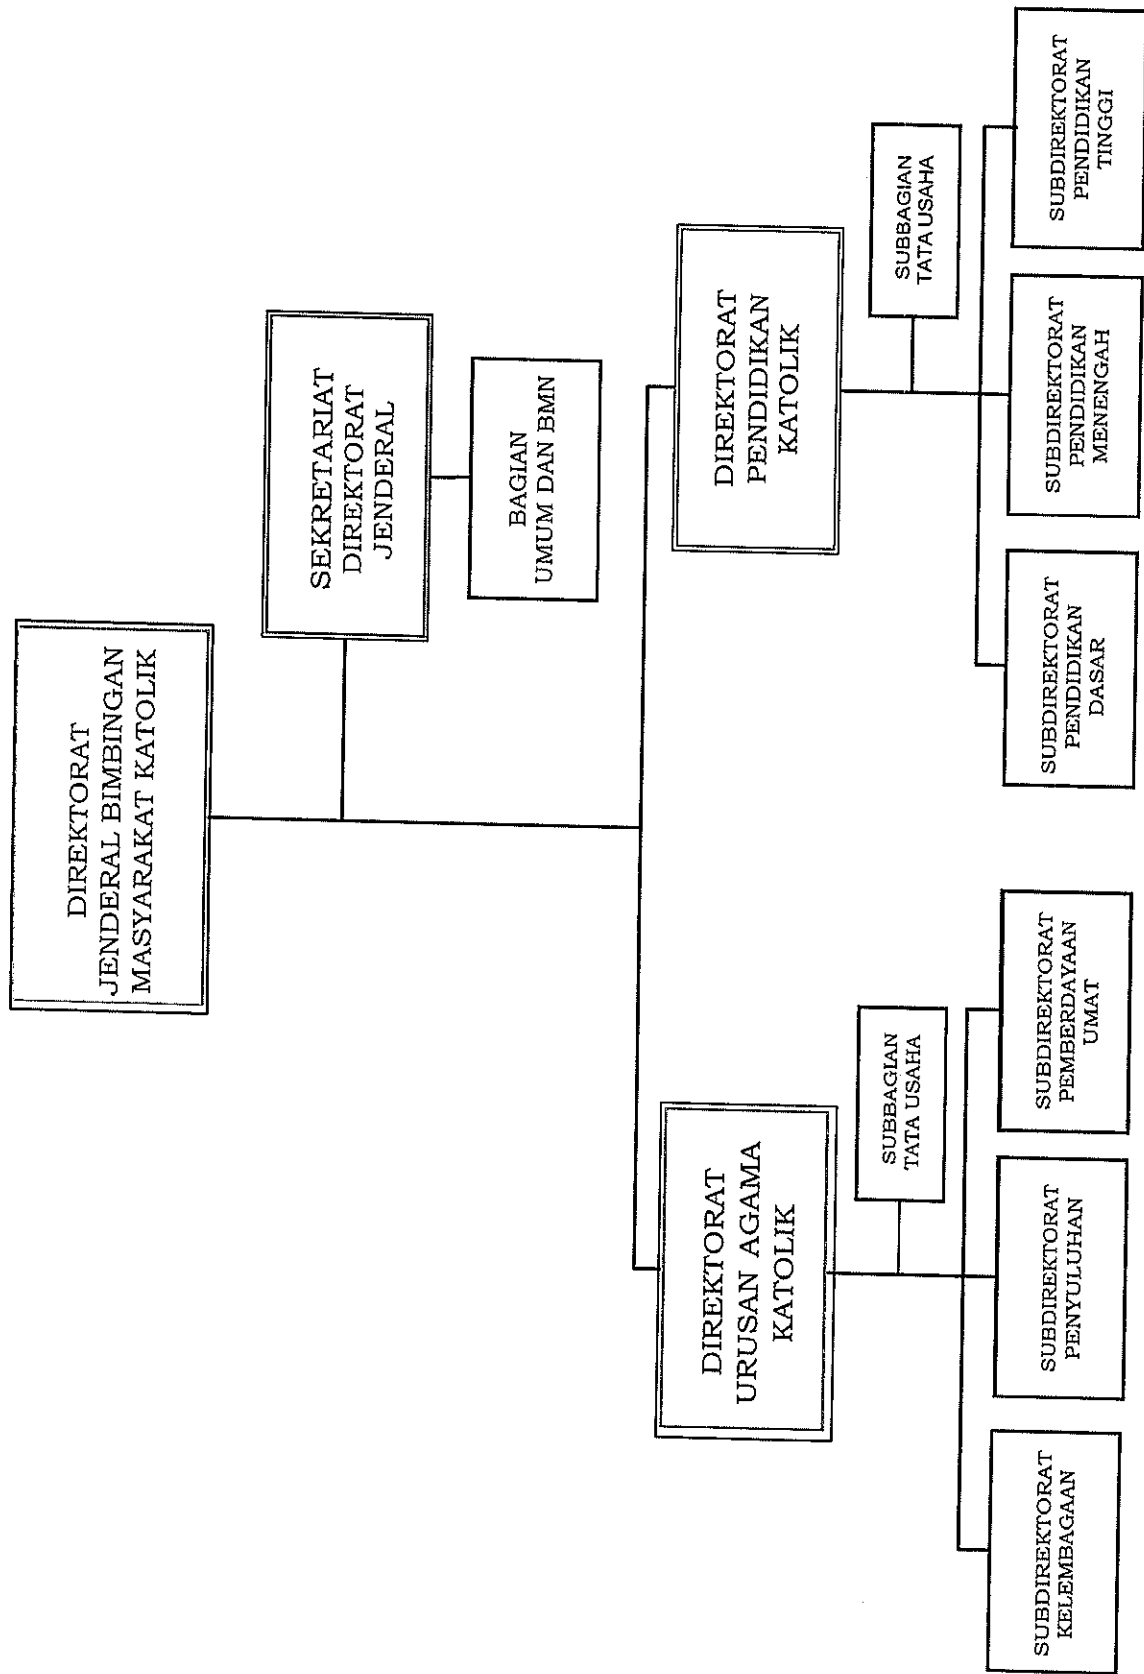 DIREKTORAT
JENDERAL BIMBINGAN
MASYARAKAT KATOLIK
SEKRETARIAT
DIREKTORAT
JENDERAL
BAGIAN
UMUM DAN BMN
DIREKTORAT
URUSAN AGAMA
KATOLIK
DIREKTORAT
PENDIDIKAN
KATOLIK
SUBBAGIAN
TATA USAHA
SUBBAGIAN
TATA USAHA
SUBDIREKTORAT
KELEMBAGAAN
SUBDIREKTORAT
PENYULUHAN
SUBDIREKTORAT
PEMBERDAYAAN
UMAT
SUBDIREKTORAT
PENDIDIKAN
DASAR
SUBDIREKTORAT
PENDIDIKAN
MENENGAH
SUBDIREKTORAT
PENDIDIKAN
TINGGI